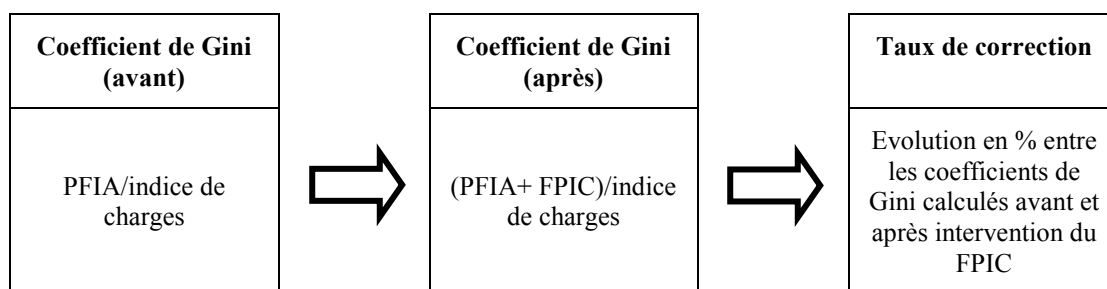 Coefficient de Gini
(avant)
PFIA/indice de
charges
Coefficient de Gini
(après)
(PFIA+ FPIC)/indice
de charges
Taux de correction
Evolution en % entre
les coefficients de
Gini calculés avant et
après intervention du
FPIC